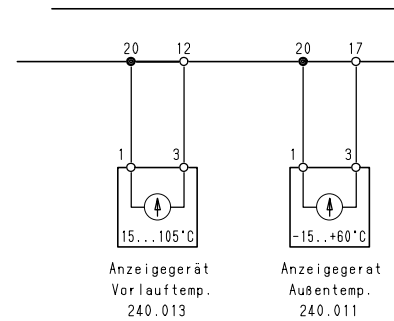 20 12 20 17
1 3 1 3
15...105°C -15..+60°C
Anzeigegerät Anzeigegerat
Vorlauftemp. Außentemp.
240.013 240.011